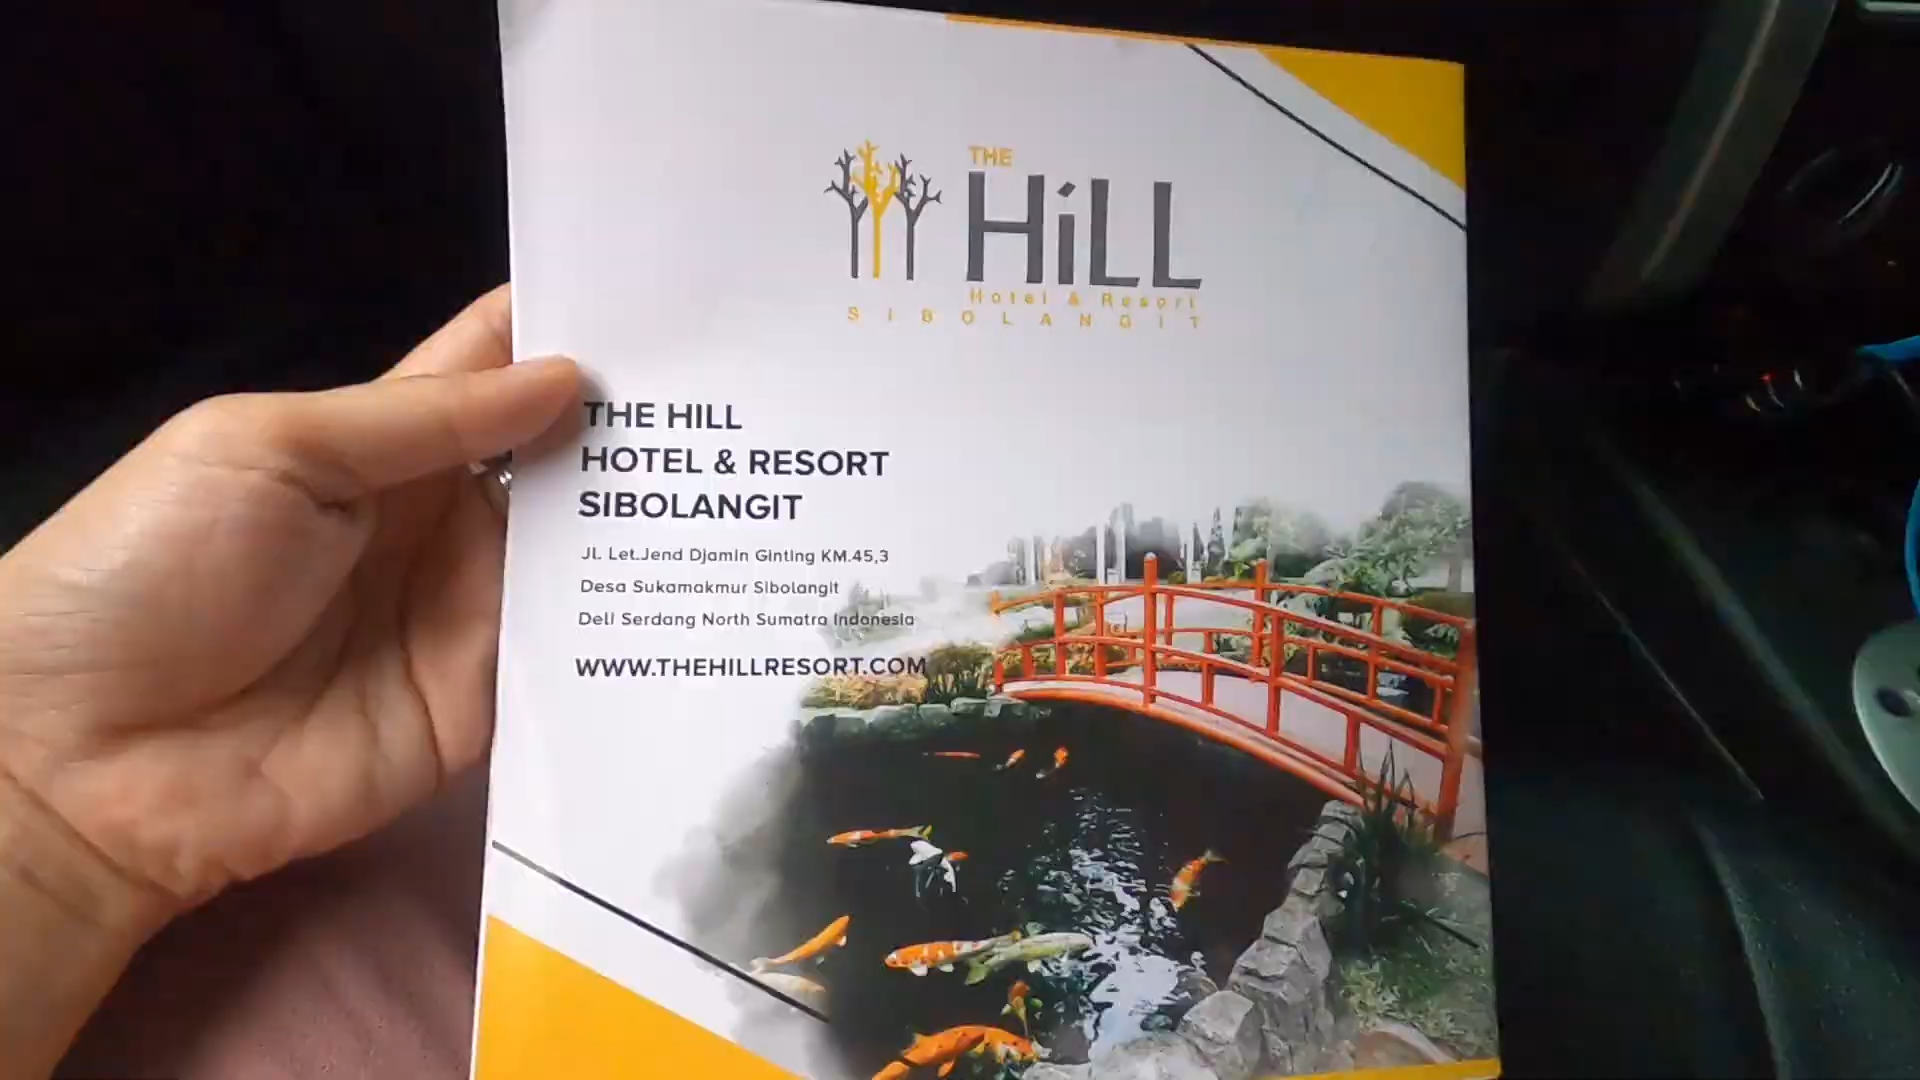 THE
HiLL
Hotel & Resort
SIBOLANGIT
THE HILL
HOTEL & RESORT
SIBOLANGIT
Jl. Let.Jend Djamin Ginting KM.45,3
Desa Sukamakmur Sibolangit
Deli Serdang North Sumatra Indonesia
WWW.THEHILLRESORT.COM